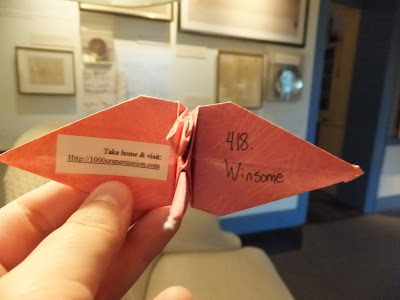 Take home & visit:
Http://1000cranemission.com
418.
Winsome